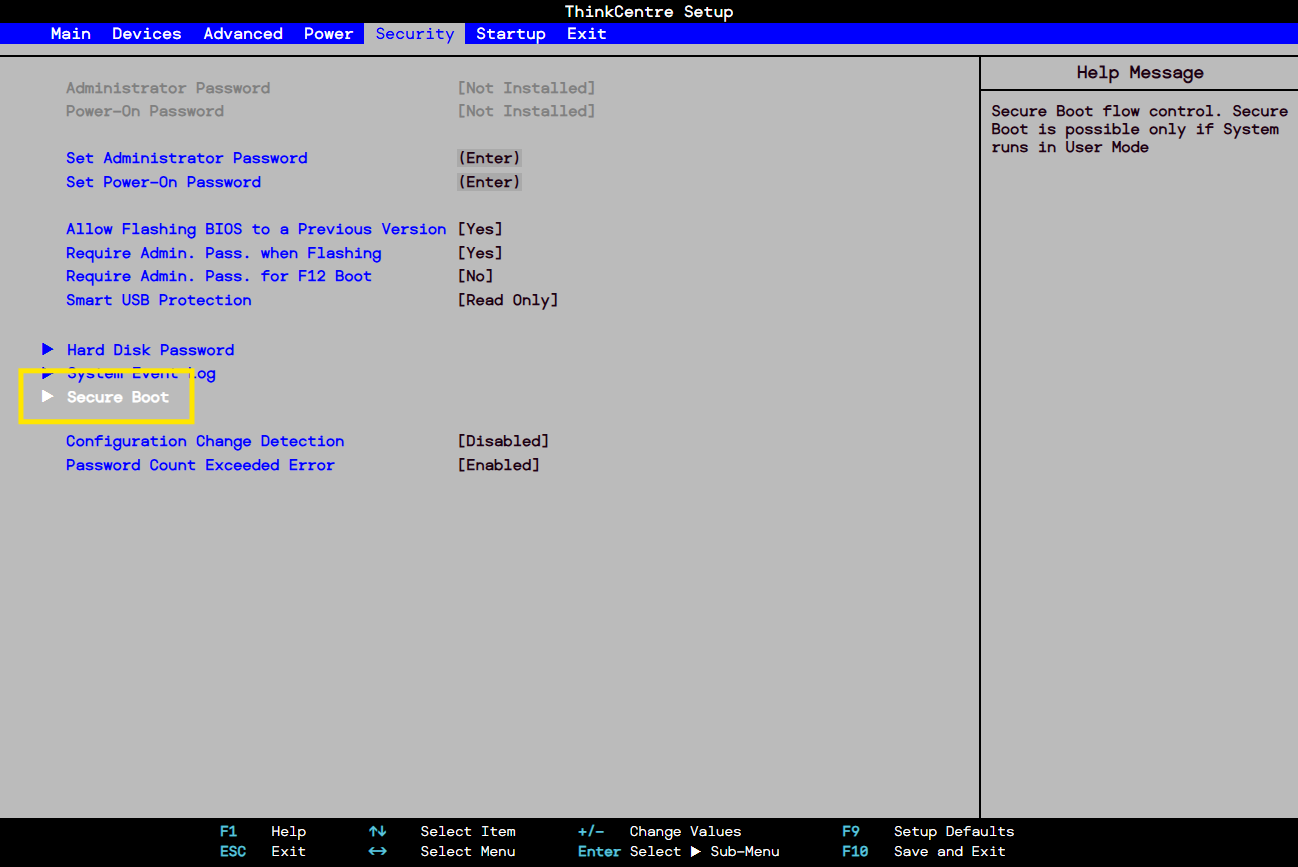 ThinkCentre Setup
Main Devices Advanced Power Security Startup Exit
Help Message
Secure Boot flow control. Secure
Boot is possible only if System
runs in User Mode
Administrator Password [Not Installed]
Power-On Password [Not Installed]
Set Administrator Password (Enter)
Set Power-On Password (Enter)
Allow Flashing BIOS to a Previous Version [Yes]
Require Admin. Pass. when Flashing [Yes]
Require Admin. Pass. for F12 Boot [No]
Smart USB Protection [Read Only]
▶ Hard Disk Password
▶ System Event Log
▶ Secure Boot
Configuration Change Detection [Disabled]
Password Count Exceeded Error [Enabled]
F1 Help ↑↓ Select Item +/- Change Values F9 Setup Defaults
ESC Exit ↔ Select Menu Enter Select ▶ Sub-Menu F10 Save and Exit